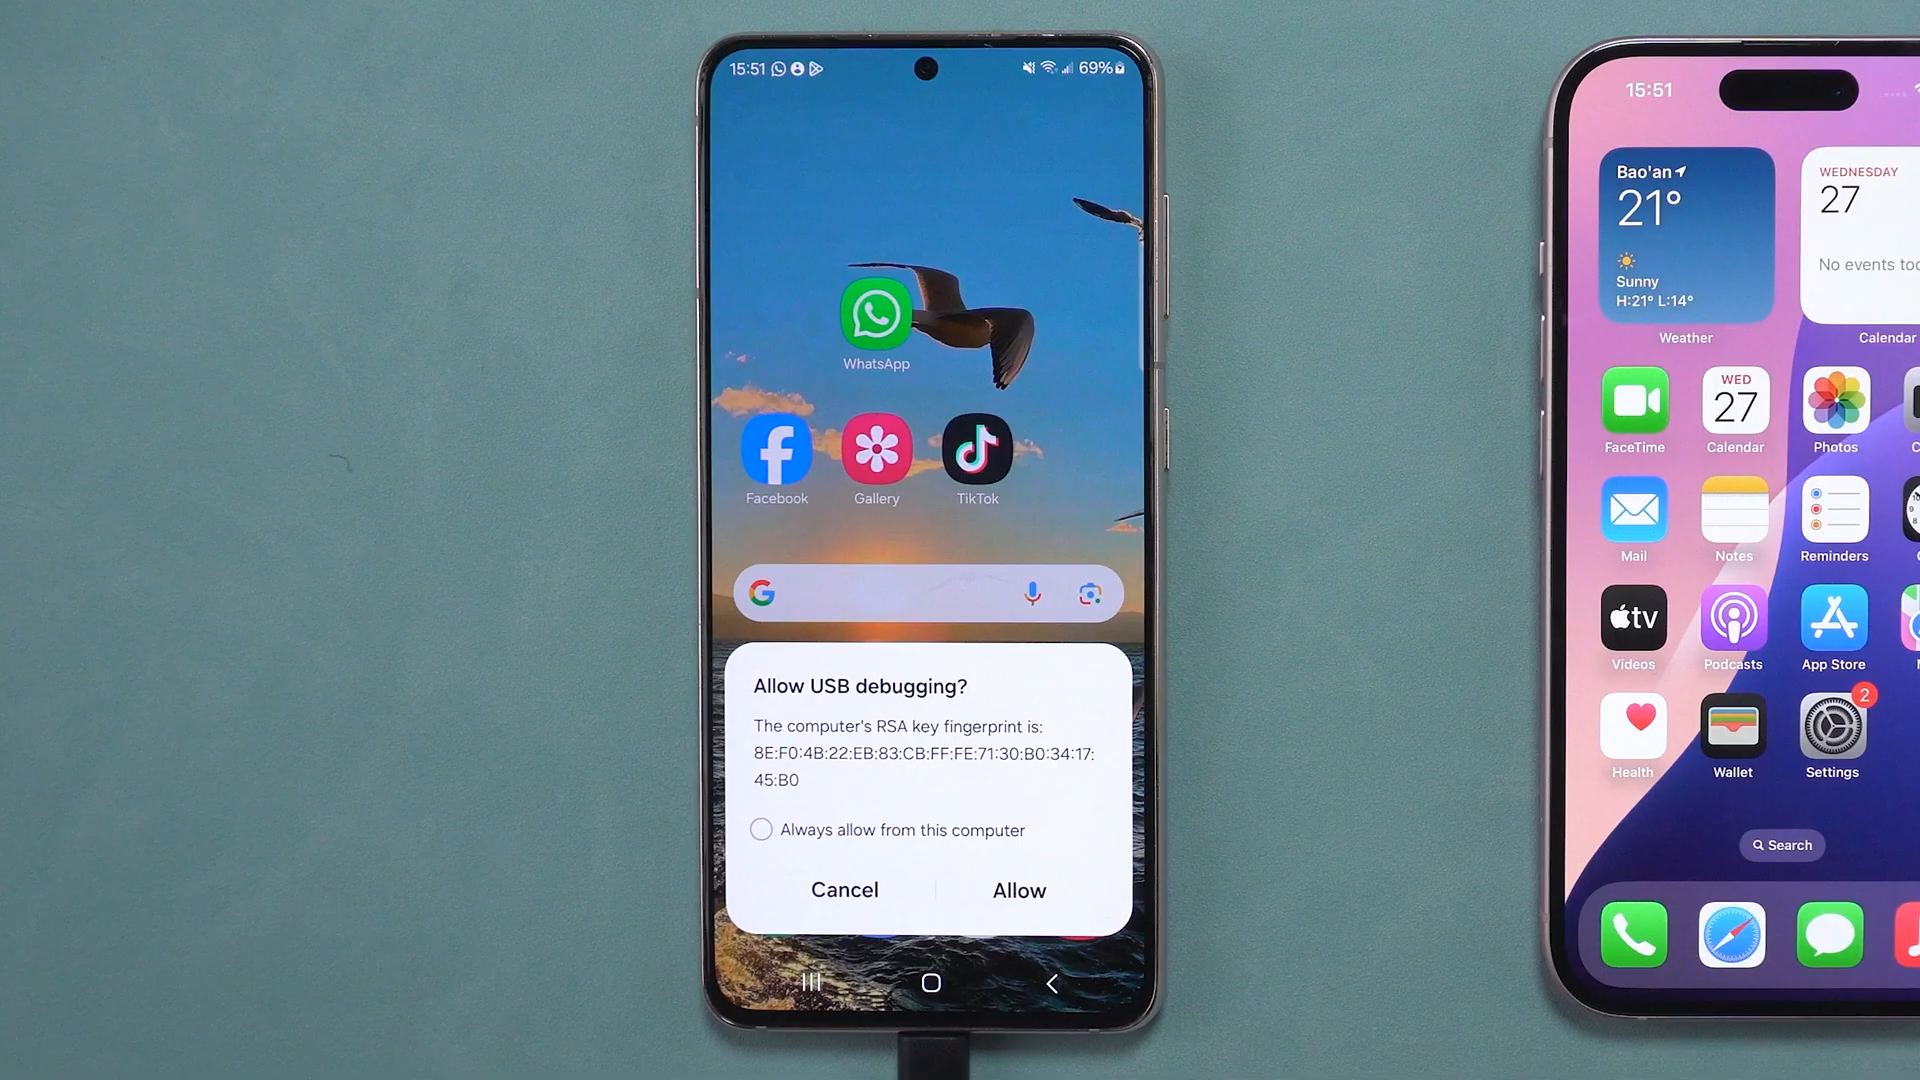 15:51
69%
WhatsApp
Facebook
Gallery
TikTok
Allow USB debugging?
The computer's RSA key fingerprint is:
8E:F0:4B:22:EB:83:CB:FF:FE:71:30:B0:34:17:
45:B0
Always allow from this computer
Cancel
Allow
15:51
Bao'an
21°
Sunny
H:21° L:14°
Weather
WEDNESDAY
27
No events
Calendar
FaceTime
WED
27
Calendar
Photos
Mail
Notes
Reminders
tv
Videos
Podcasts
App Store
Health
Wallet
2
Settings
Search